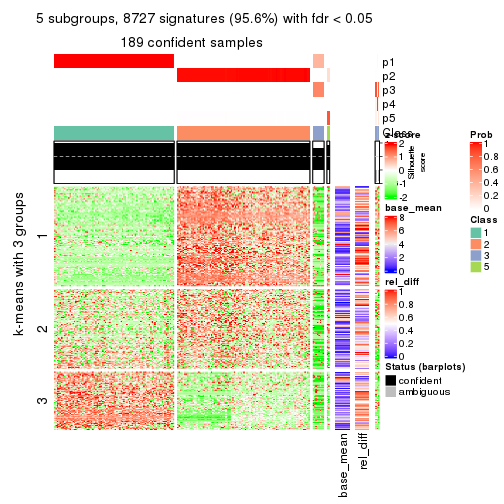 5 subgroups, 8727 signatures (95.6%) with fdr < 0.05
189 confident samples
p1
p2
p3
p4
p5
Class
k-means with 3 groups
1
2
3
base_mean
rel_diff
z-score
2
1
0
-1
-2
Silhouette
score
base_mean
8
6
4
2
0
rel_diff
1
0.8
0.6
0.4
0.2
0
Status (barplots)
confident
ambiguous
Prob
1
0.8
0.6
0.4
0.2
0
Class
1
2
3
5